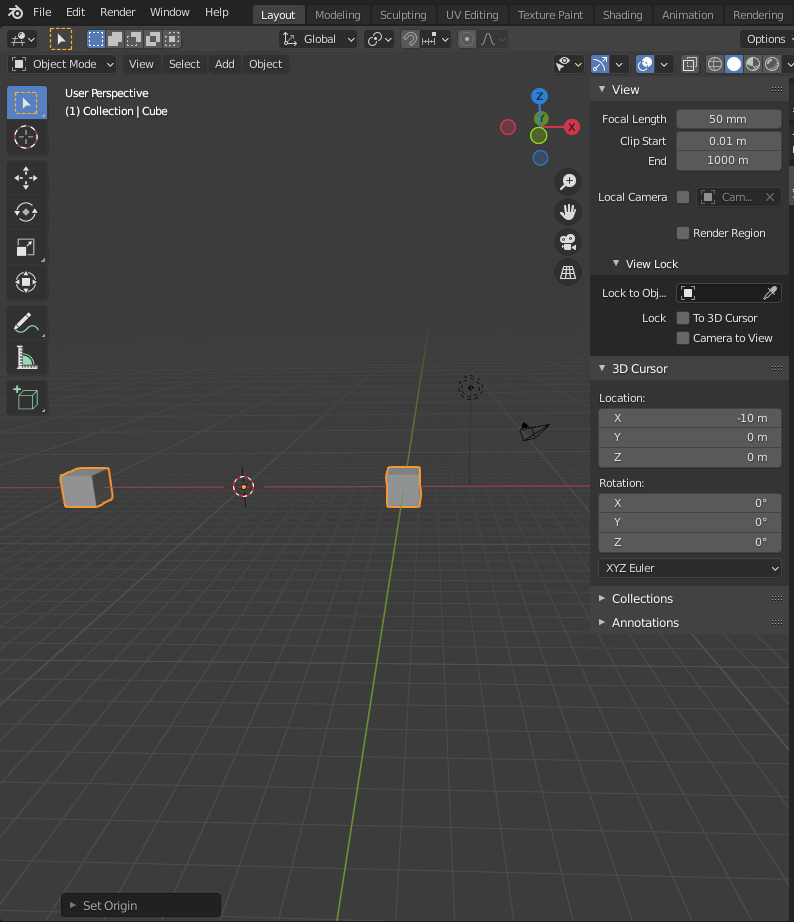 File Edit Render Window Help Layout Modeling Sculpting UV Editing Texture Paint Shading Animation Rendering
Global Options
Object Mode View Select Add Object
User Perspective
(1) Collection | Cube
Z
Y
X
View
Focal Length 50 mm
Clip Start 0.01 m
End 1000 m
Local Camera Cam...
Render Region
View Lock
Lock to Obj...
Lock To 3D Cursor
Camera to View
3D Cursor
Location:
X -10 m
Y 0 m
Z 0 m
Rotation:
X 0°
Y 0°
Z 0°
XYZ Euler
Collections
Annotations
Set Origin